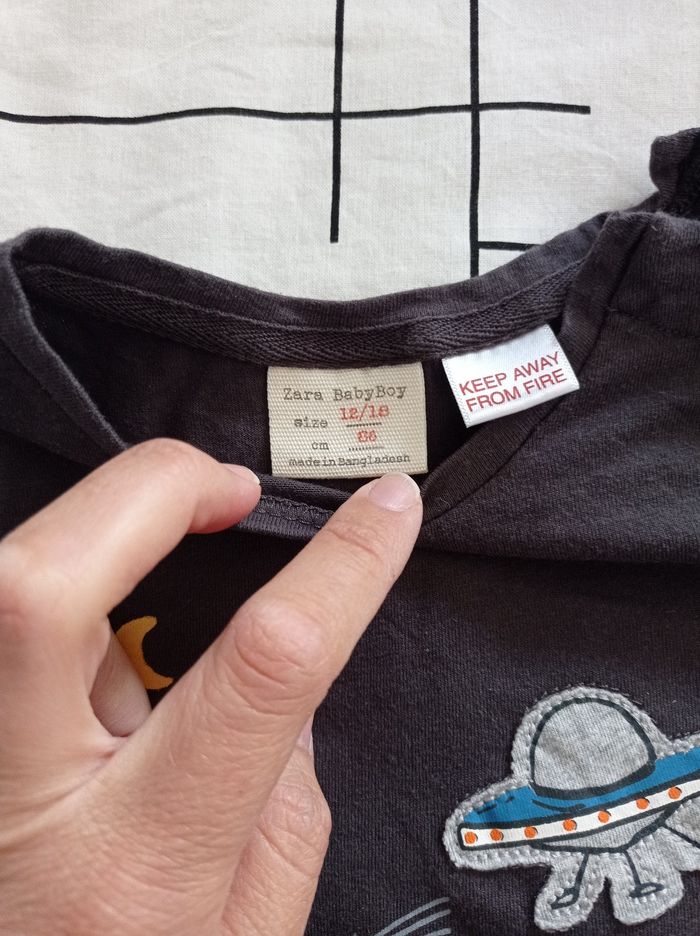 Zara BabyBoy
size 12/18
cm 86
made in Bangladesh
KEEP AWAY
FROM FIRE